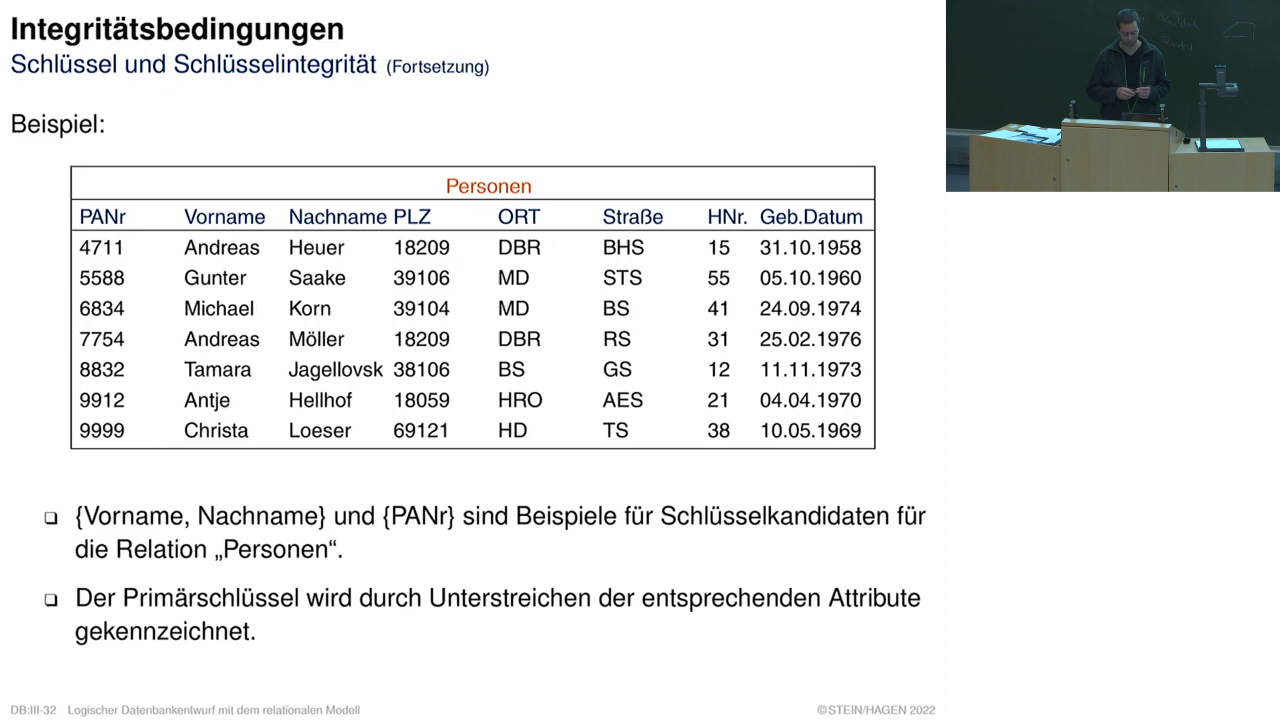 Integritätsbedingungen
Schlüssel und Schlüsselintegrität (Fortsetzung)
Beispiel:
Personen
PANr Vorname Nachname PLZ ORT Straße HNr. Geb.Datum
4711 Andreas Heuer 18209 DBR BHS 15 31.10.1958
5588 Gunter Saake 39106 MD STS 55 05.10.1960
6834 Michael Korn 39104 MD BS 41 24.09.1974
7754 Andreas Möller 18209 DBR RS 31 25.02.1976
8832 Tamara Jagellovsk 38106 BS GS 12 11.11.1973
9912 Antje Hellhof 18059 HRO AES 21 04.04.1970
9999 Christa Loeser 69121 HD TS 38 10.05.1969
❑ {Vorname, Nachname} und {PANr} sind Beispiele für Schlüsselkandidaten für
die Relation „Personen“.
❑ Der Primärschlüssel wird durch Unterstreichen der entsprechenden Attribute
gekennzeichnet.
DB:III-32 Logischer Datenbankentwurf mit dem relationalen Modell
©STEIN/HAGEN 2022